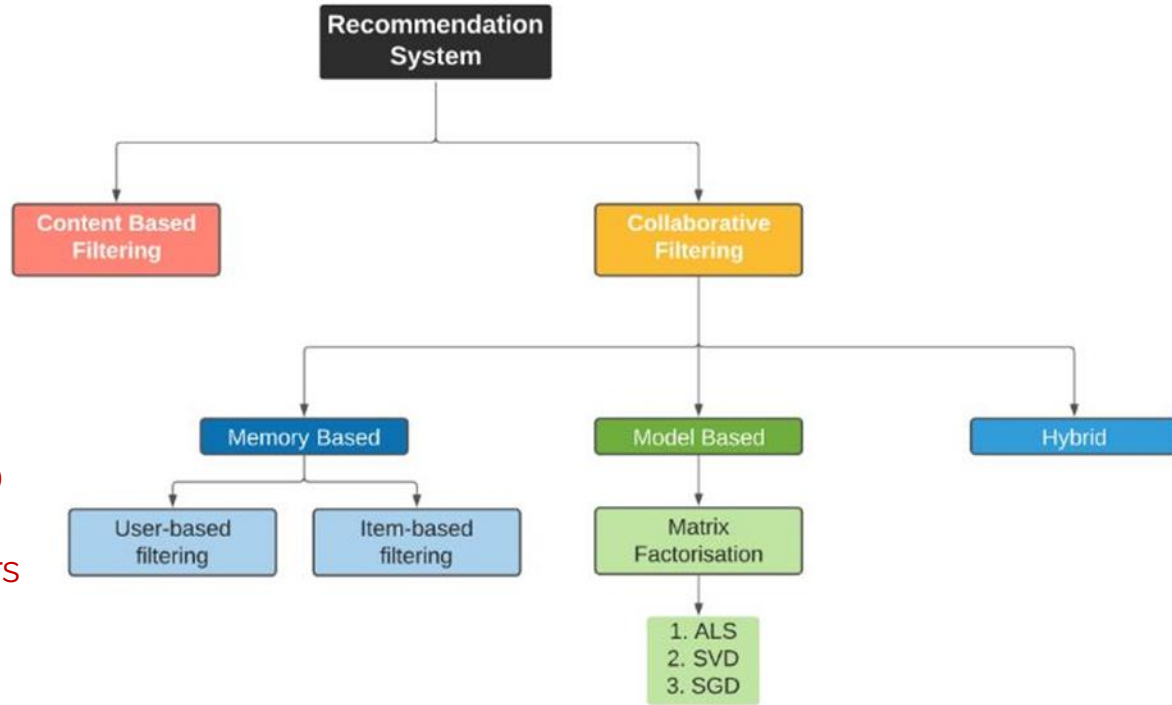 Recommendation
System
Content Based
Filtering
Collaborative
Filtering
Memory Based
Model Based
Hybrid
User-based
filtering
Item-based
filtering
Matrix
Factorisation
1. ALS
2. SVD
3. SGD